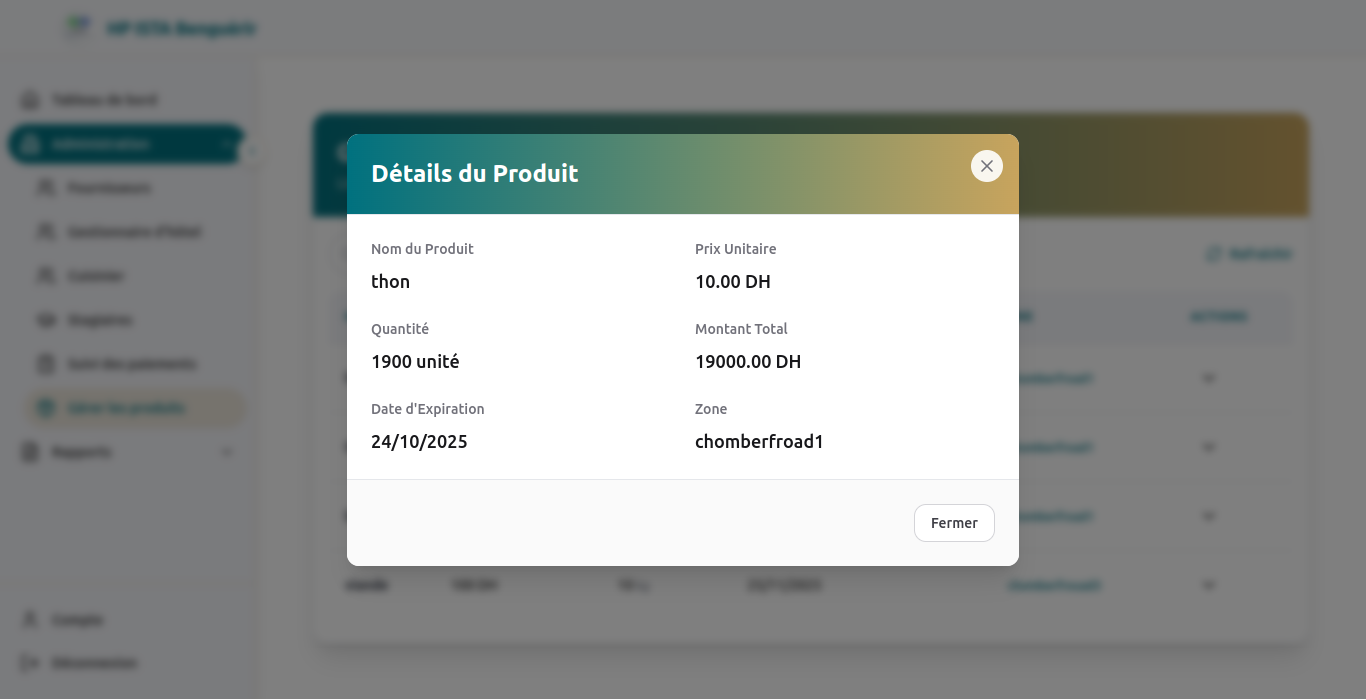 HP ISTA Benguérir
Tableau de bord
Administration
Fournisseurs
Gestionnaire d'hôtel
Cuisinier
Stagiaires
Suivi des paiements
Gérer les produits
Rapports
Compte
Déconnexion
Détails du Produit
Nom du Produit
Prix Unitaire
thon
10.00 DH
Quantité
Montant Total
1900 unité
19000.00 DH
Date d'Expiration
Zone
24/10/2025
chomberfroad1
Fermer
ACTIONS